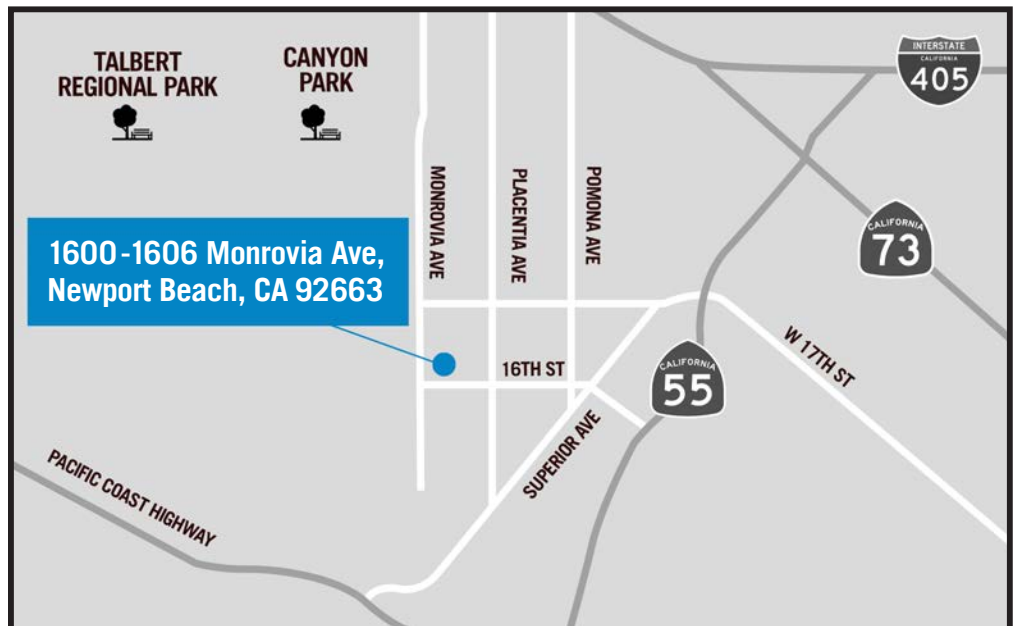 TALBERT
REGIONAL PARK
CANYON
PARK
INTERSTATE
CALIFORNIA
405
MONROVIA AVE
PLACENTIA AVE
POMONA AVE
CALIFORNIA
73
1600-1606 Monrovia Ave,
Newport Beach, CA 92663
W 17TH ST
16TH ST
CALIFORNIA
55
SUPERIOR AVE
PACIFIC COAST HIGHWAY